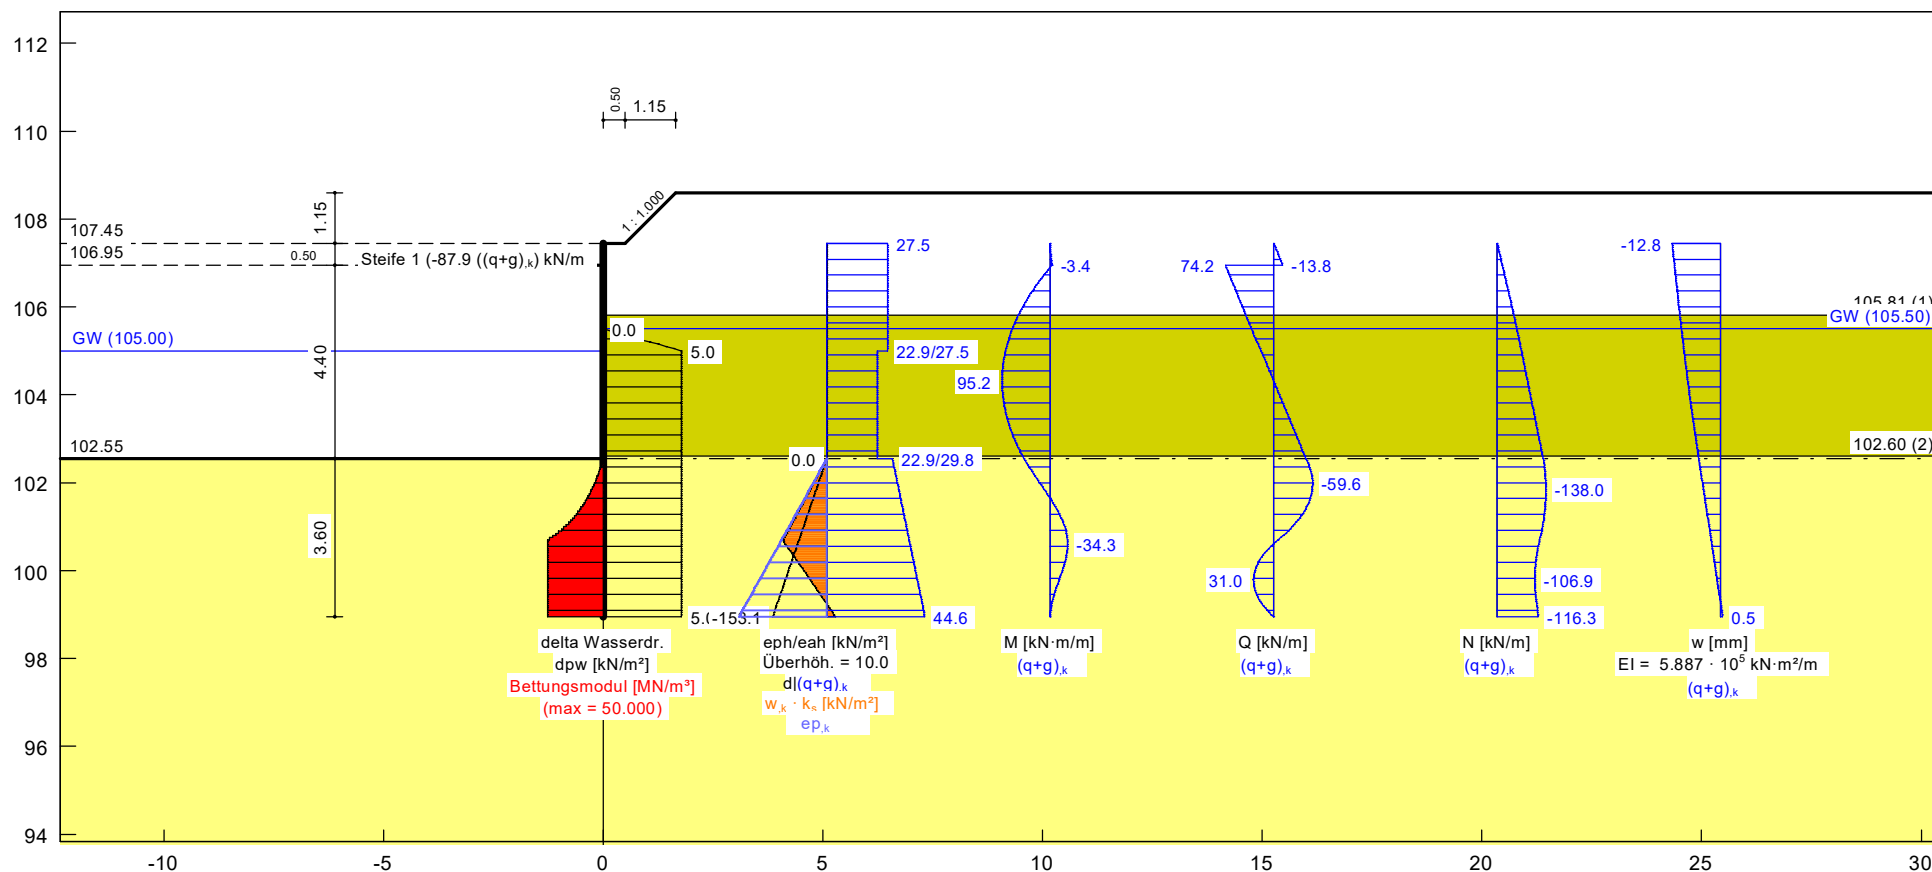 112
110
108
106
104
102
100
98
96
94
-10
-5
0
5
10
15
20
25
30
0.50
1.15
1 : 1.000
107.45
106.95
1.15
0.50
4.40
3.60
Steife 1 (-87.9 ((q+g),k) kN/m
GW (105.00)
102.55
105.81 (1)
GW (105.50)
102.60 (2)
0.0
5.0
5.0
-153.1
0.0
27.5
22.9/27.5
22.9/29.8
44.6
-3.4
95.2
-34.3
74.2
-13.8
-59.6
31.0
-138.0
-106.9
-116.3
-12.8
0.5
delta Wasserdr.
dpw [kN/m²]
Bettungsmodul [MN/m³]
(max = 50.000)
eph/eah [kN/m²]
Überhöh. = 10.0
(q+g),k
w,k · ks [kN/m²]
ep,k
M [kN·m/m]
(q+g),k
Q [kN/m]
(q+g),k
N [kN/m]
(q+g),k
w [mm]
EI = 5.887 · 10⁵ kN·m²/m
(q+g),k